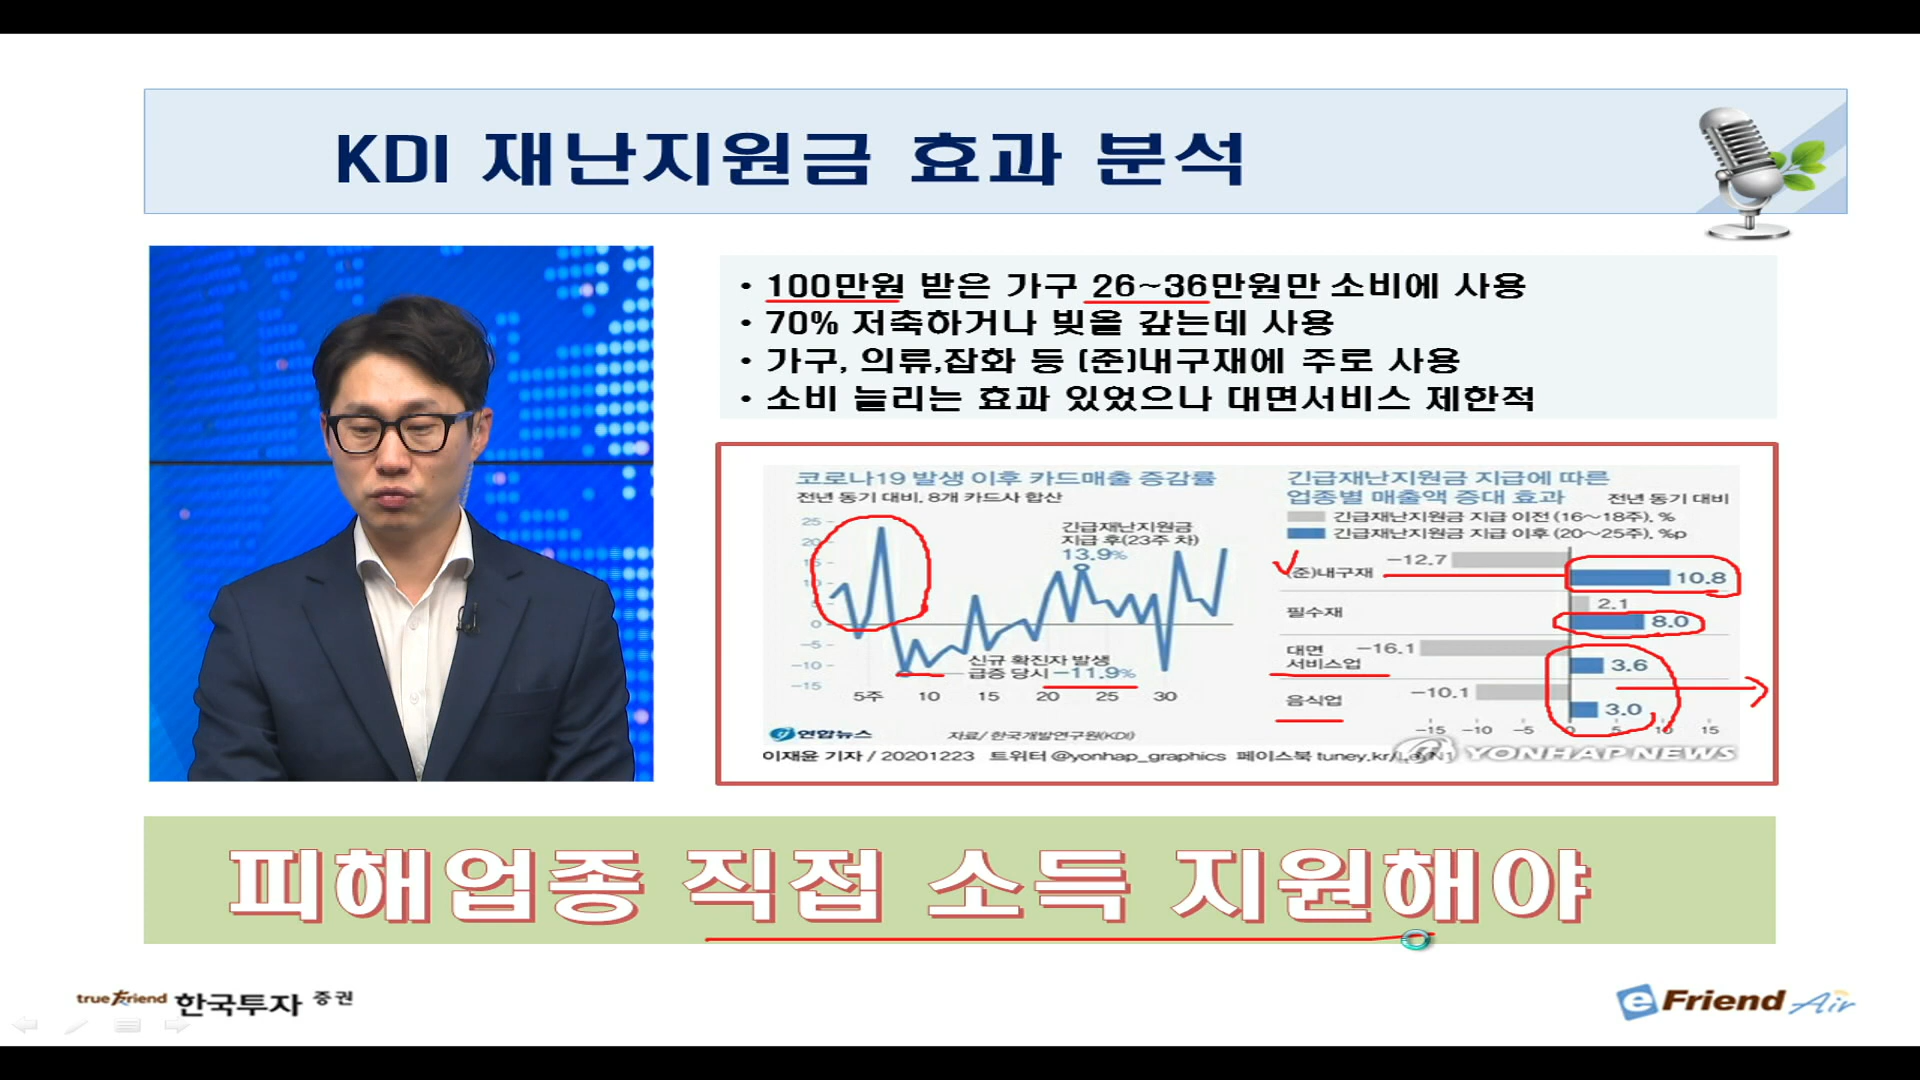 KDI 재난지원금 효과 분석
• 100만원 받은 가구 26~36만원만 소비에 사용
• 70% 저축하거나 빚을 갚는데 사용
• 가구, 의류,잡화 등 (준)내구재에 주로 사용
• 소비 늘리는 효과 있었으나 대면서비스 제한적
코로나19 발생 이후 카드매출 증감률
전년 동기 대비, 8개 카드사 합산
25
20
15
10
5
0
-5
-10
-15
긴급재난지원금
지급 후(23주 차)
13.9%
신규 확진자 발생
급증 당시 -11.9%
5주 10 15 20 25 30
연합뉴스
자료/ 한국개발연구원(KDI)
긴급재난지원금 지급에 따른
업종별 매출액 증대 효과 전년 동기 대비
긴급재난지원금 지급 이전 (16~18주), %
긴급재난지원금 지급 이후 (20~25주), %p
(준)내구재 -12.7 10.8
필수재 2.1 8.0
대면
서비스업 -16.1 3.6
음식업 -10.1 3.0
-15 -10 -5 0 5 10 15
이재윤 기자 / 20201223 트위터 @yonhap_graphics 페이스북 tuney.kr/
YONHAP NEWS
피해업종 직접 소득 지원해야
true友riend 한국투자 증권
eFriend Air